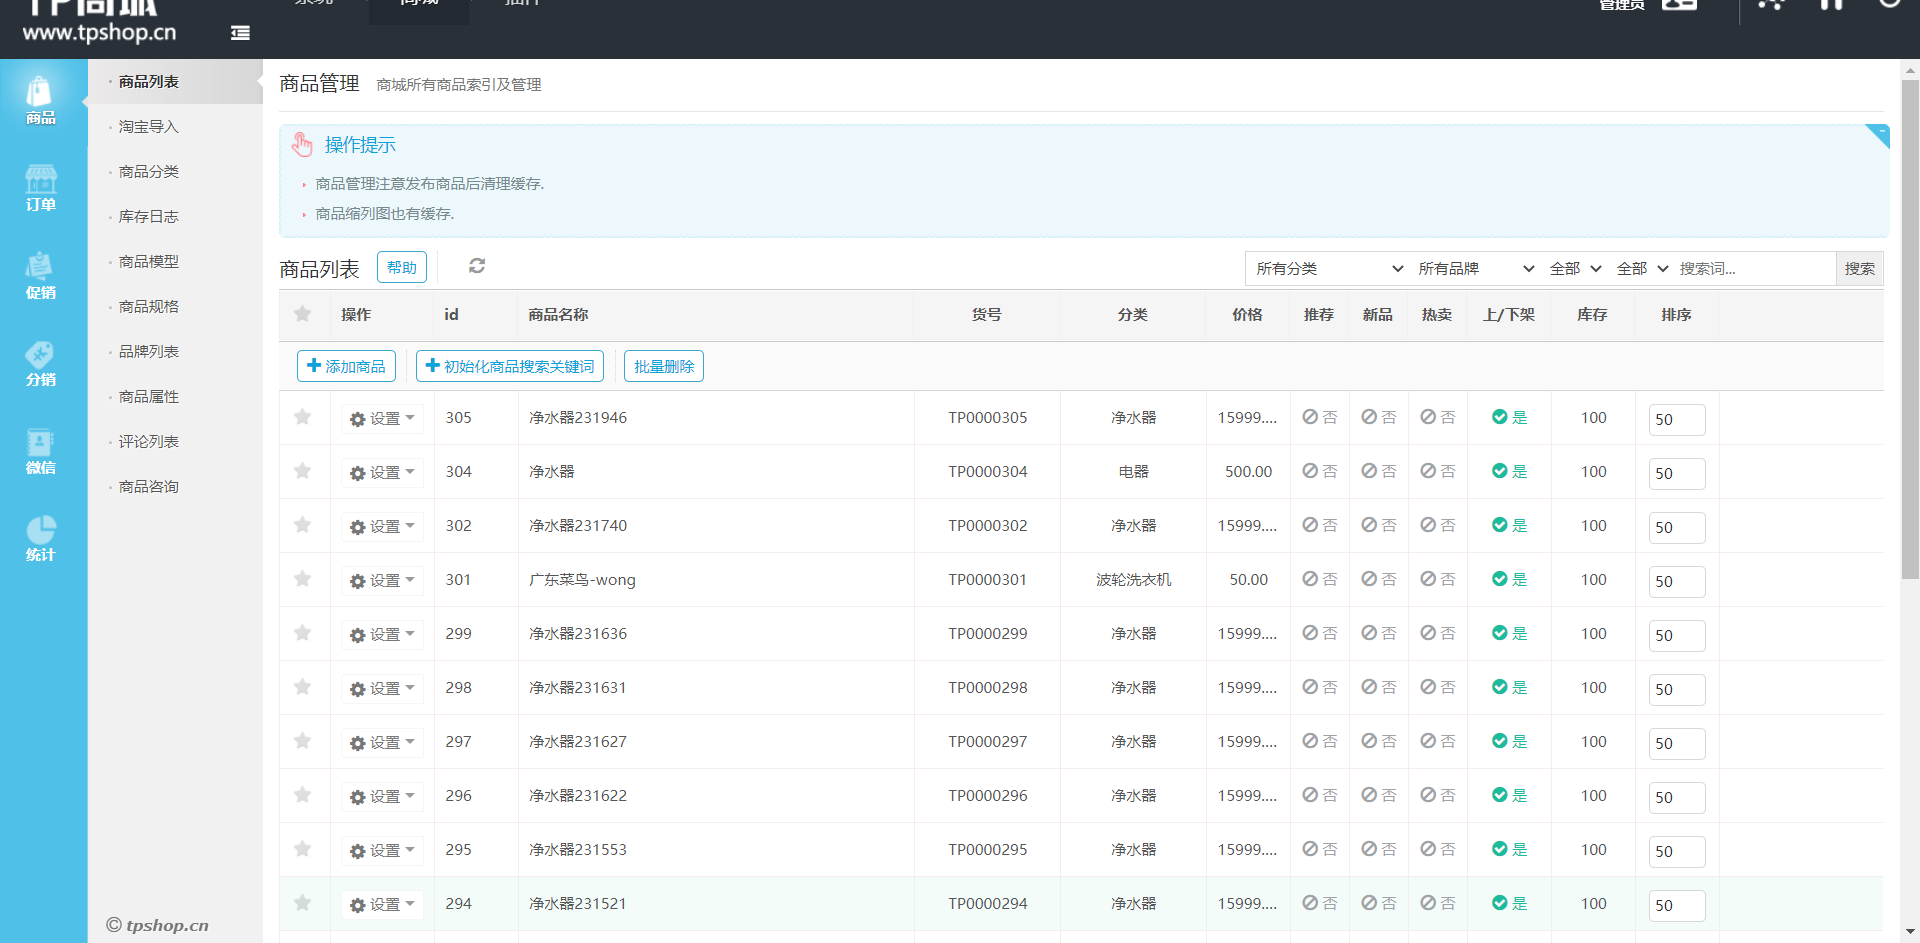 TP商城
系统 商城 插件
管理员
www.tpshop.cn
商品
订单
促销
分销
微信
统计
商品列表
淘宝导入
商品分类
库存日志
商品模型
商品规格
品牌列表
商品属性
评论列表
商品咨询
© tpshop.cn
商品管理 商城所有商品索引及管理
操作提示
商品管理注意发布商品后清理缓存.
商品缩列图也有缓存.
商品列表 帮助 所有分类 所有品牌 全部 全部 搜索词... 搜索
操作 id 商品名称 货号 分类 价格 推荐 新品 热卖 上/下架 库存 排序
添加商品 初始化商品搜索关键词 批量删除
设置 305 净水器231946 TP0000305 净水器 15999.... 否 否 否 是 100 50
设置 304 净水器 TP0000304 电器 500.00 否 否 否 是 100 50
设置 302 净水器231740 TP0000302 净水器 15999.... 否 否 否 是 100 50
设置 301 广东菜鸟-wong TP0000301 波轮洗衣机 50.00 否 否 否 是 100 50
设置 299 净水器231636 TP0000299 净水器 15999.... 否 否 否 是 100 50
设置 298 净水器231631 TP0000298 净水器 15999.... 否 否 否 是 100 50
设置 297 净水器231627 TP0000297 净水器 15999.... 否 否 否 是 100 50
设置 296 净水器231622 TP0000296 净水器 15999.... 否 否 否 是 100 50
设置 295 净水器231553 TP0000295 净水器 15999.... 否 否 否 是 100 50
设置 294 净水器231521 TP0000294 净水器 15999.... 否 否 否 是 100 50